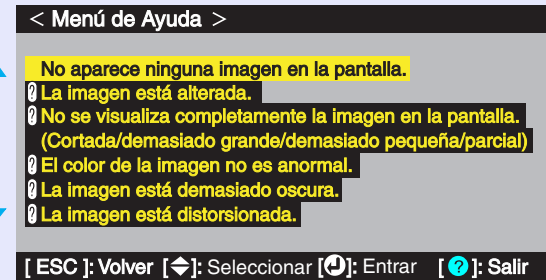 < Menú de Ayuda >
No aparece ninguna imagen en la pantalla.
? La imagen está alterada.
? No se visualiza completamente la imagen en la pantalla.
(Cortada/demasiado grande/demasiado pequeña/parcial)
? El color de la imagen no es anormal.
? La imagen está demasiado oscura.
? La imagen está distorsionada.
[ ESC ]: Volver []: Seleccionar []: Entrar [ ? ]: Salir